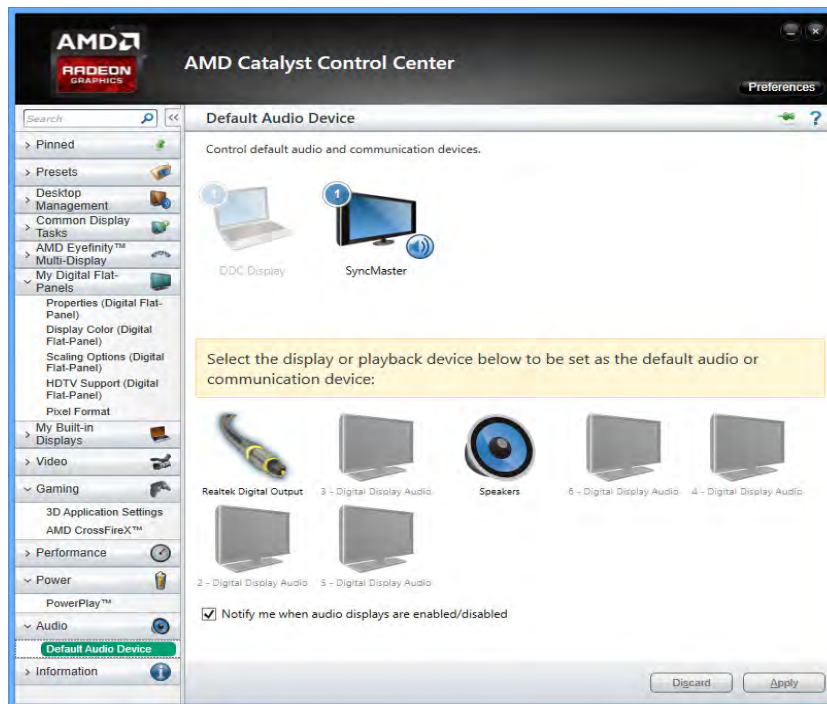 AMD
RADEON
GRAPHICS
AMD Catalyst Control Center
Preferences
Search
<<
Default Audio Device
?
> Pinned
> Presets
> Desktop
Management
> Common Display
Tasks
> AMD Eyefinity™
Multi-Display
My Digital Flat-
Panels
Properties (Digital Flat-
Panel)
Display Color (Digital
Flat-Panel)
Scaling Options (Digital
Flat-Panel)
HDTV Support (Digital
Flat-Panel)
Pixel Format
> My Built-in
Displays
> Video
Gaming
3D Application Settings
AMD CrossFireX™
> Performance
Power
PowerPlay™
Audio
Default Audio Device
> Information
Control default audio and communication devices.
1
1
DDC Display
SyncMaster
Select the display or playback device below to be set as the default audio or
communication device:
Realtek Digital Output
3 - Digital Display Audio
Speakers
6 - Digital Display Audio
4 - Digital Display Audio
2 - Digital Display Audio
5 - Digital Display Audio
Notify me when audio displays are enabled/disabled
Discard
Apply